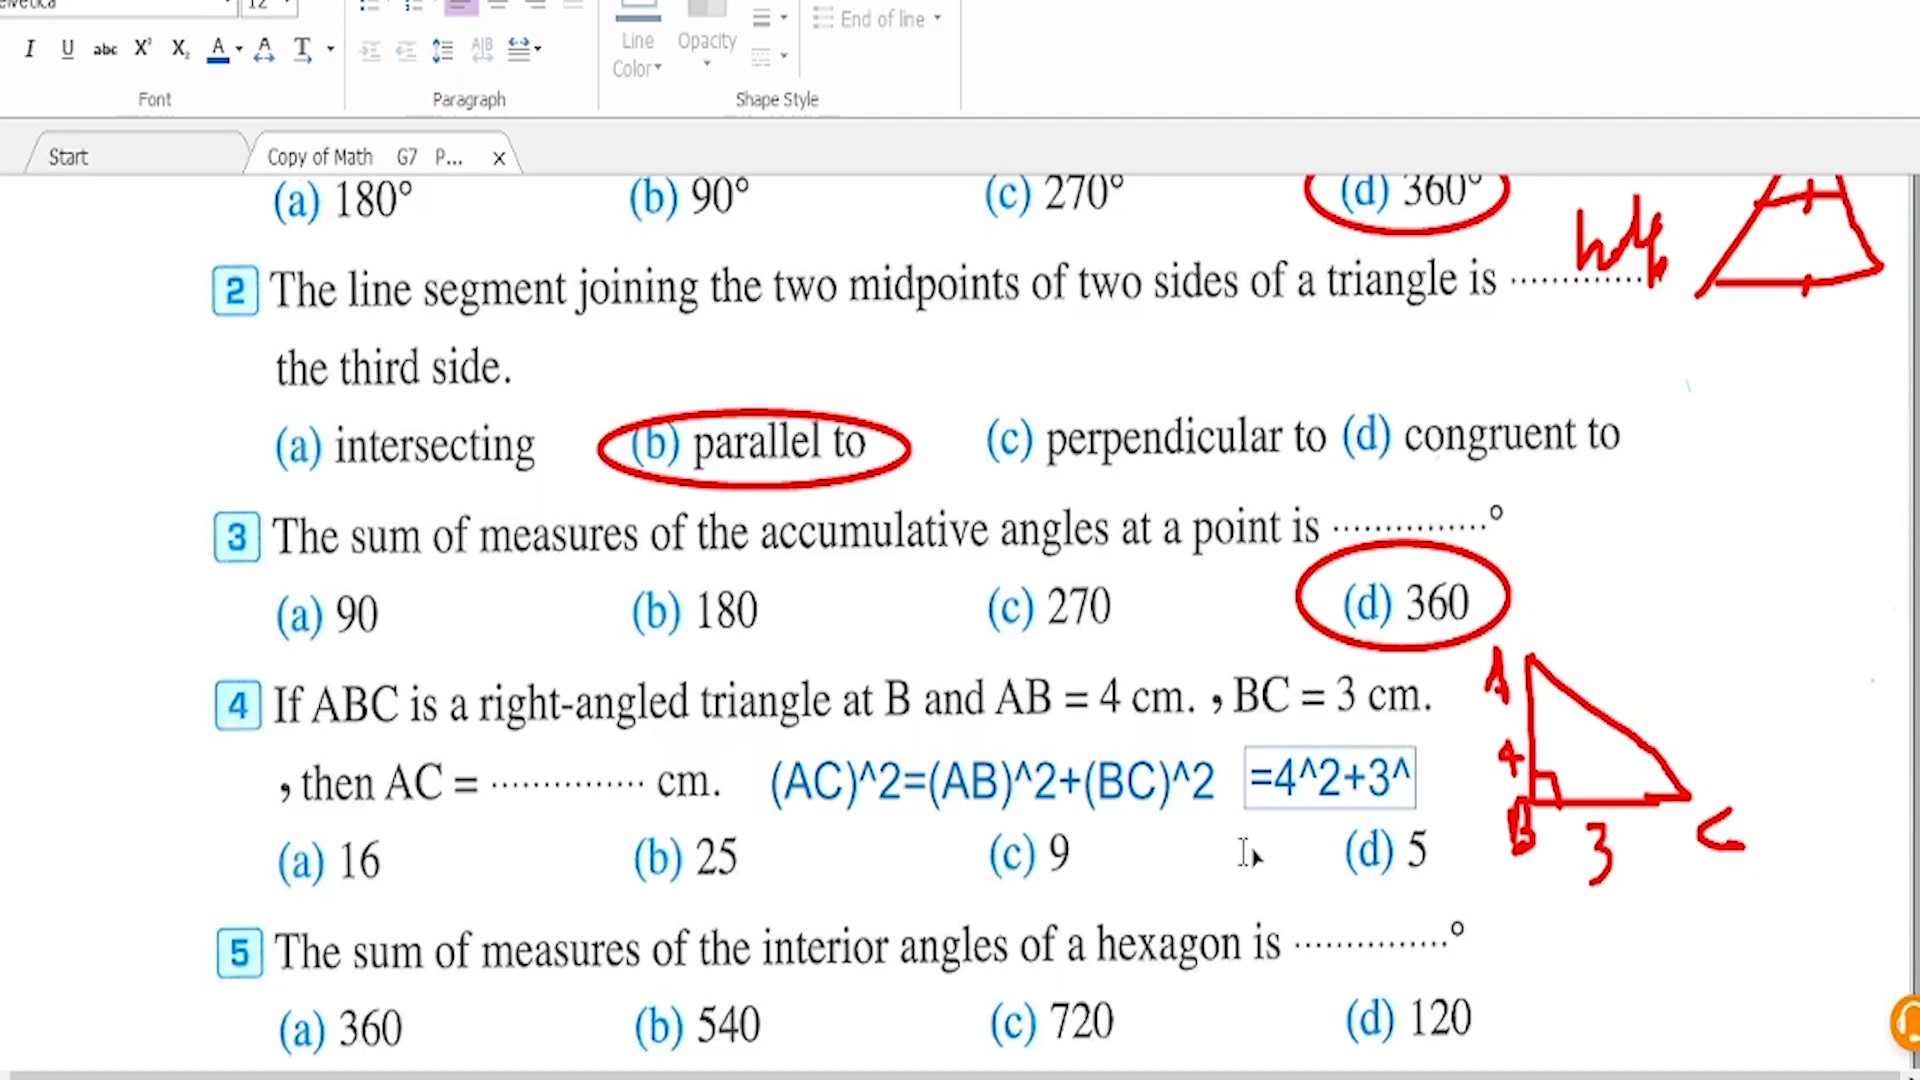 I U abc X² X₂ A A T
Line Color Opacity End of line
Font Paragraph Shape Style
Start Copy of Math G7 P... x
(a) 180° (b) 90° (c) 270° (d) 360°
2 The line segment joining the two midpoints of two sides of a triangle is ..............
the third side.
(a) intersecting (b) parallel to (c) perpendicular to (d) congruent to
3 The sum of measures of the accumulative angles at a point is ...............°
(a) 90 (b) 180 (c) 270 (d) 360
4 If ABC is a right-angled triangle at B and AB = 4 cm. , BC = 3 cm.
A
, then AC = ............... cm. (AC)^2=(AB)^2+(BC)^2 =4^2+3^
4
B 3 C
(a) 16 (b) 25 (c) 9 (d) 5
5 The sum of measures of the interior angles of a hexagon is ...............°
(a) 360 (b) 540 (c) 720 (d) 120